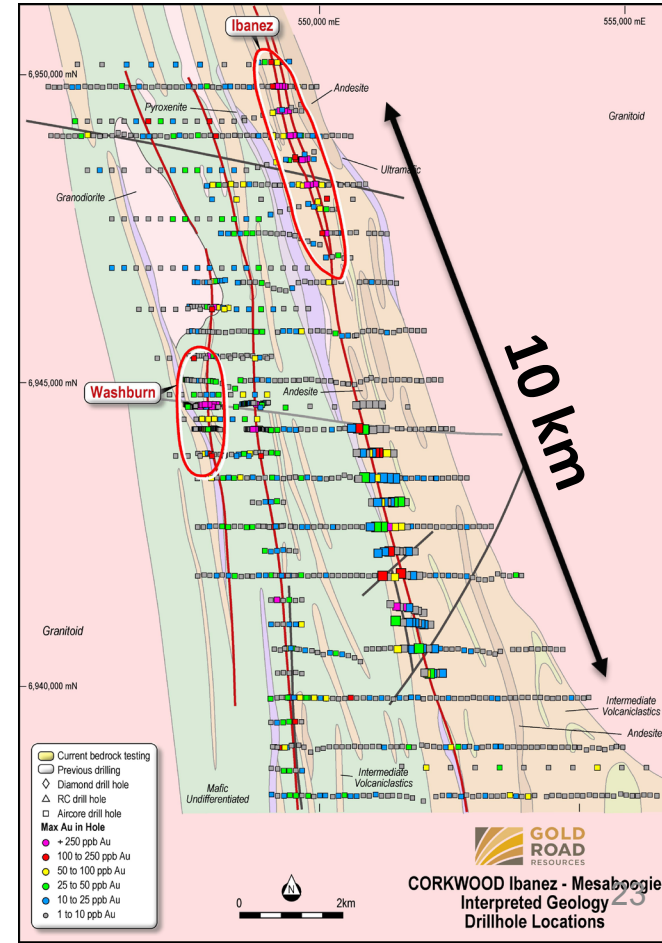 550,000 mE
555,000 mE
Ibanez
6,950,000 mN
Andesite
Pyroxenite
Granitoid
Ultramafic
Granodiorite
10 km
6,945,000 mN
Washburn
Andesite
Granitoid
6,940,000 mN
Intermediate
Volcaniclastics
Andesite
Mafic
Undifferentiated
Intermediate
Volcaniclastics
Current bedrock testing
Previous drilling
Diamond drill hole
RC drill hole
Aircore drill hole
Max Au in Hole
+ 250 ppb Au
100 to 250 ppb Au
50 to 100 ppb Au
25 to 50 ppb Au
10 to 25 ppb Au
1 to 10 ppb Au
N
0 2km
GOLD
ROAD
RESOURCES
CORKWOOD Ibanez - Mesaboogie
Interpreted Geology
23
Drillhole Locations